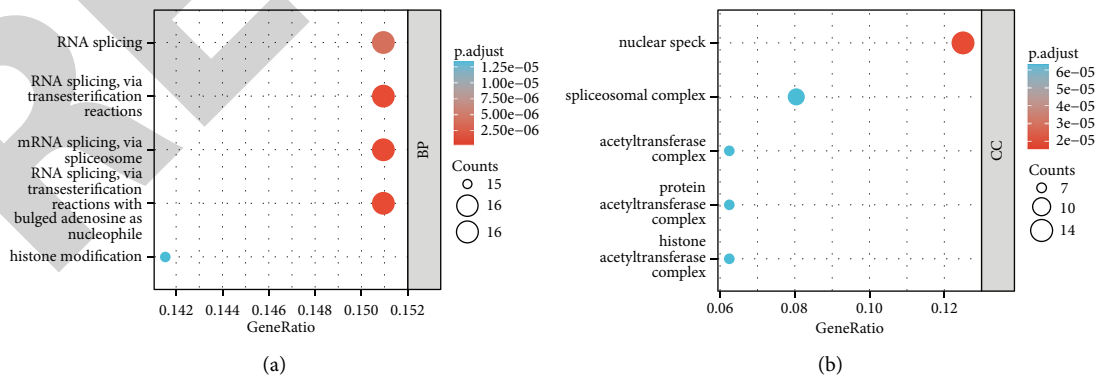 RNA splicing
RNA splicing, via
transesterification
reactions
mRNA splicing, via
spliceosome
RNA splicing, via
transesterification
reactions with
bulged adenosine as
nucleophile
histone modification
0.142
0.144
0.146
0.148
0.150
0.152
GeneRatio
BP
p.adjust
1.25e−05
1.00e−05
7.50e−06
5.00e−06
2.50e−06
Counts
15
16
16
(a)
nuclear speck
spliceosomal complex
acetyltransferase
complex
protein
acetyltransferase
complex
histone
acetyltransferase
complex
0.06
0.08
0.10
0.12
GeneRatio
CC
p.adjust
6e−05
5e−05
4e−05
3e−05
2e−05
Counts
7
10
14
(b)